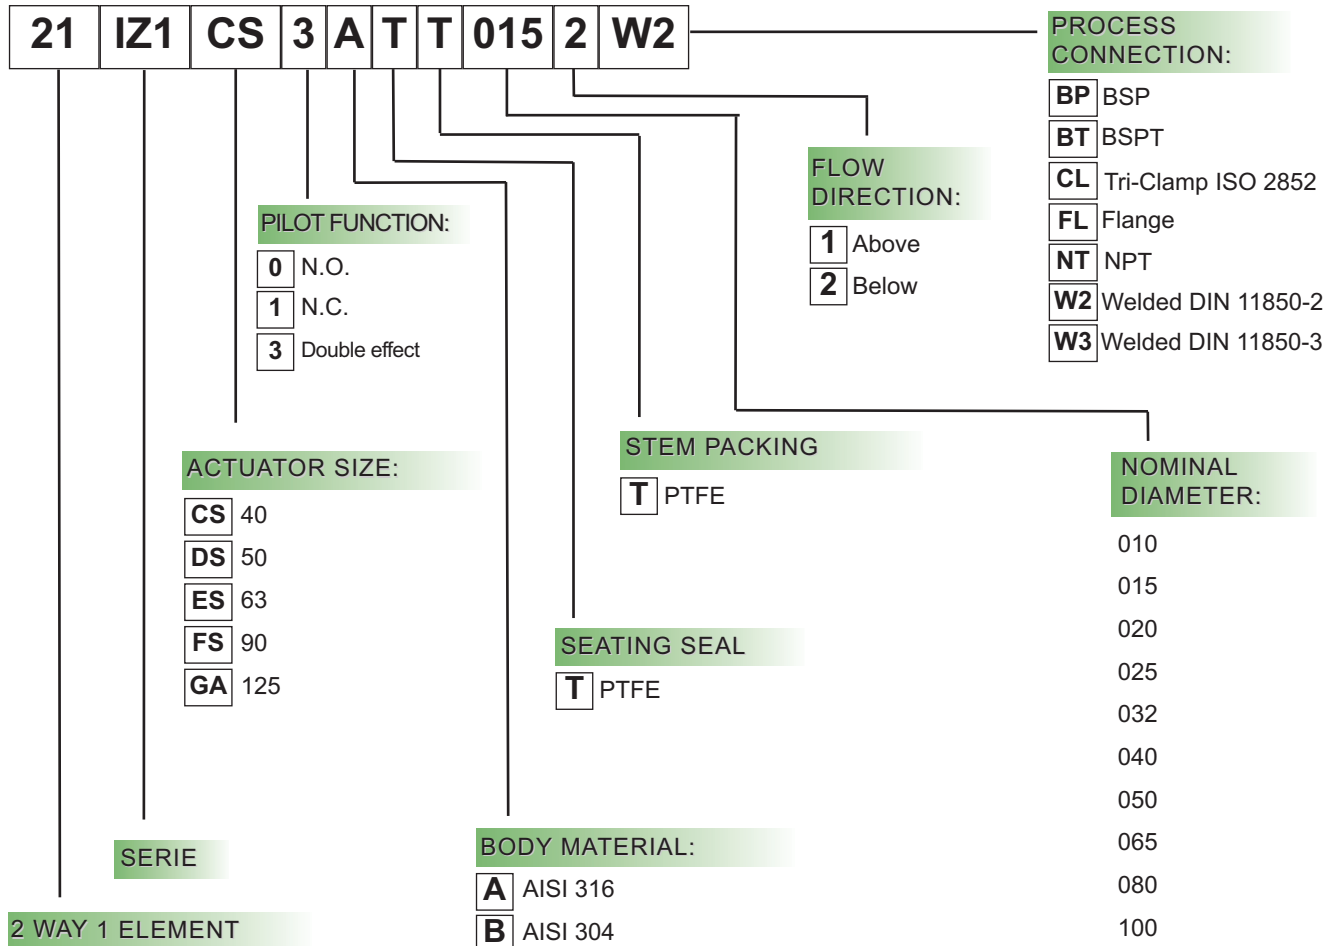 21 IZ1 CS 3 A T T 015 2 W2
PROCESS
CONNECTION:
BP BSP
BT BSPT
CL Tri-Clamp ISO 2852
FL Flange
NT NPT
W2 Welded DIN 11850-2
W3 Welded DIN 11850-3
FLOW
DIRECTION:
1 Above
2 Below
PILOT FUNCTION:
0 N.O.
1 N.C.
3 Double effect
ACTUATOR SIZE:
CS 40
DS 50
ES 63
FS 90
GA 125
STEM PACKING
T PTFE
NOMINAL
DIAMETER:
010
015
020
025
032
040
050
065
080
100
SEATING SEAL
T PTFE
SERIE
BODY MATERIAL:
A AISI 316
B AISI 304
2 WAY 1 ELEMENT